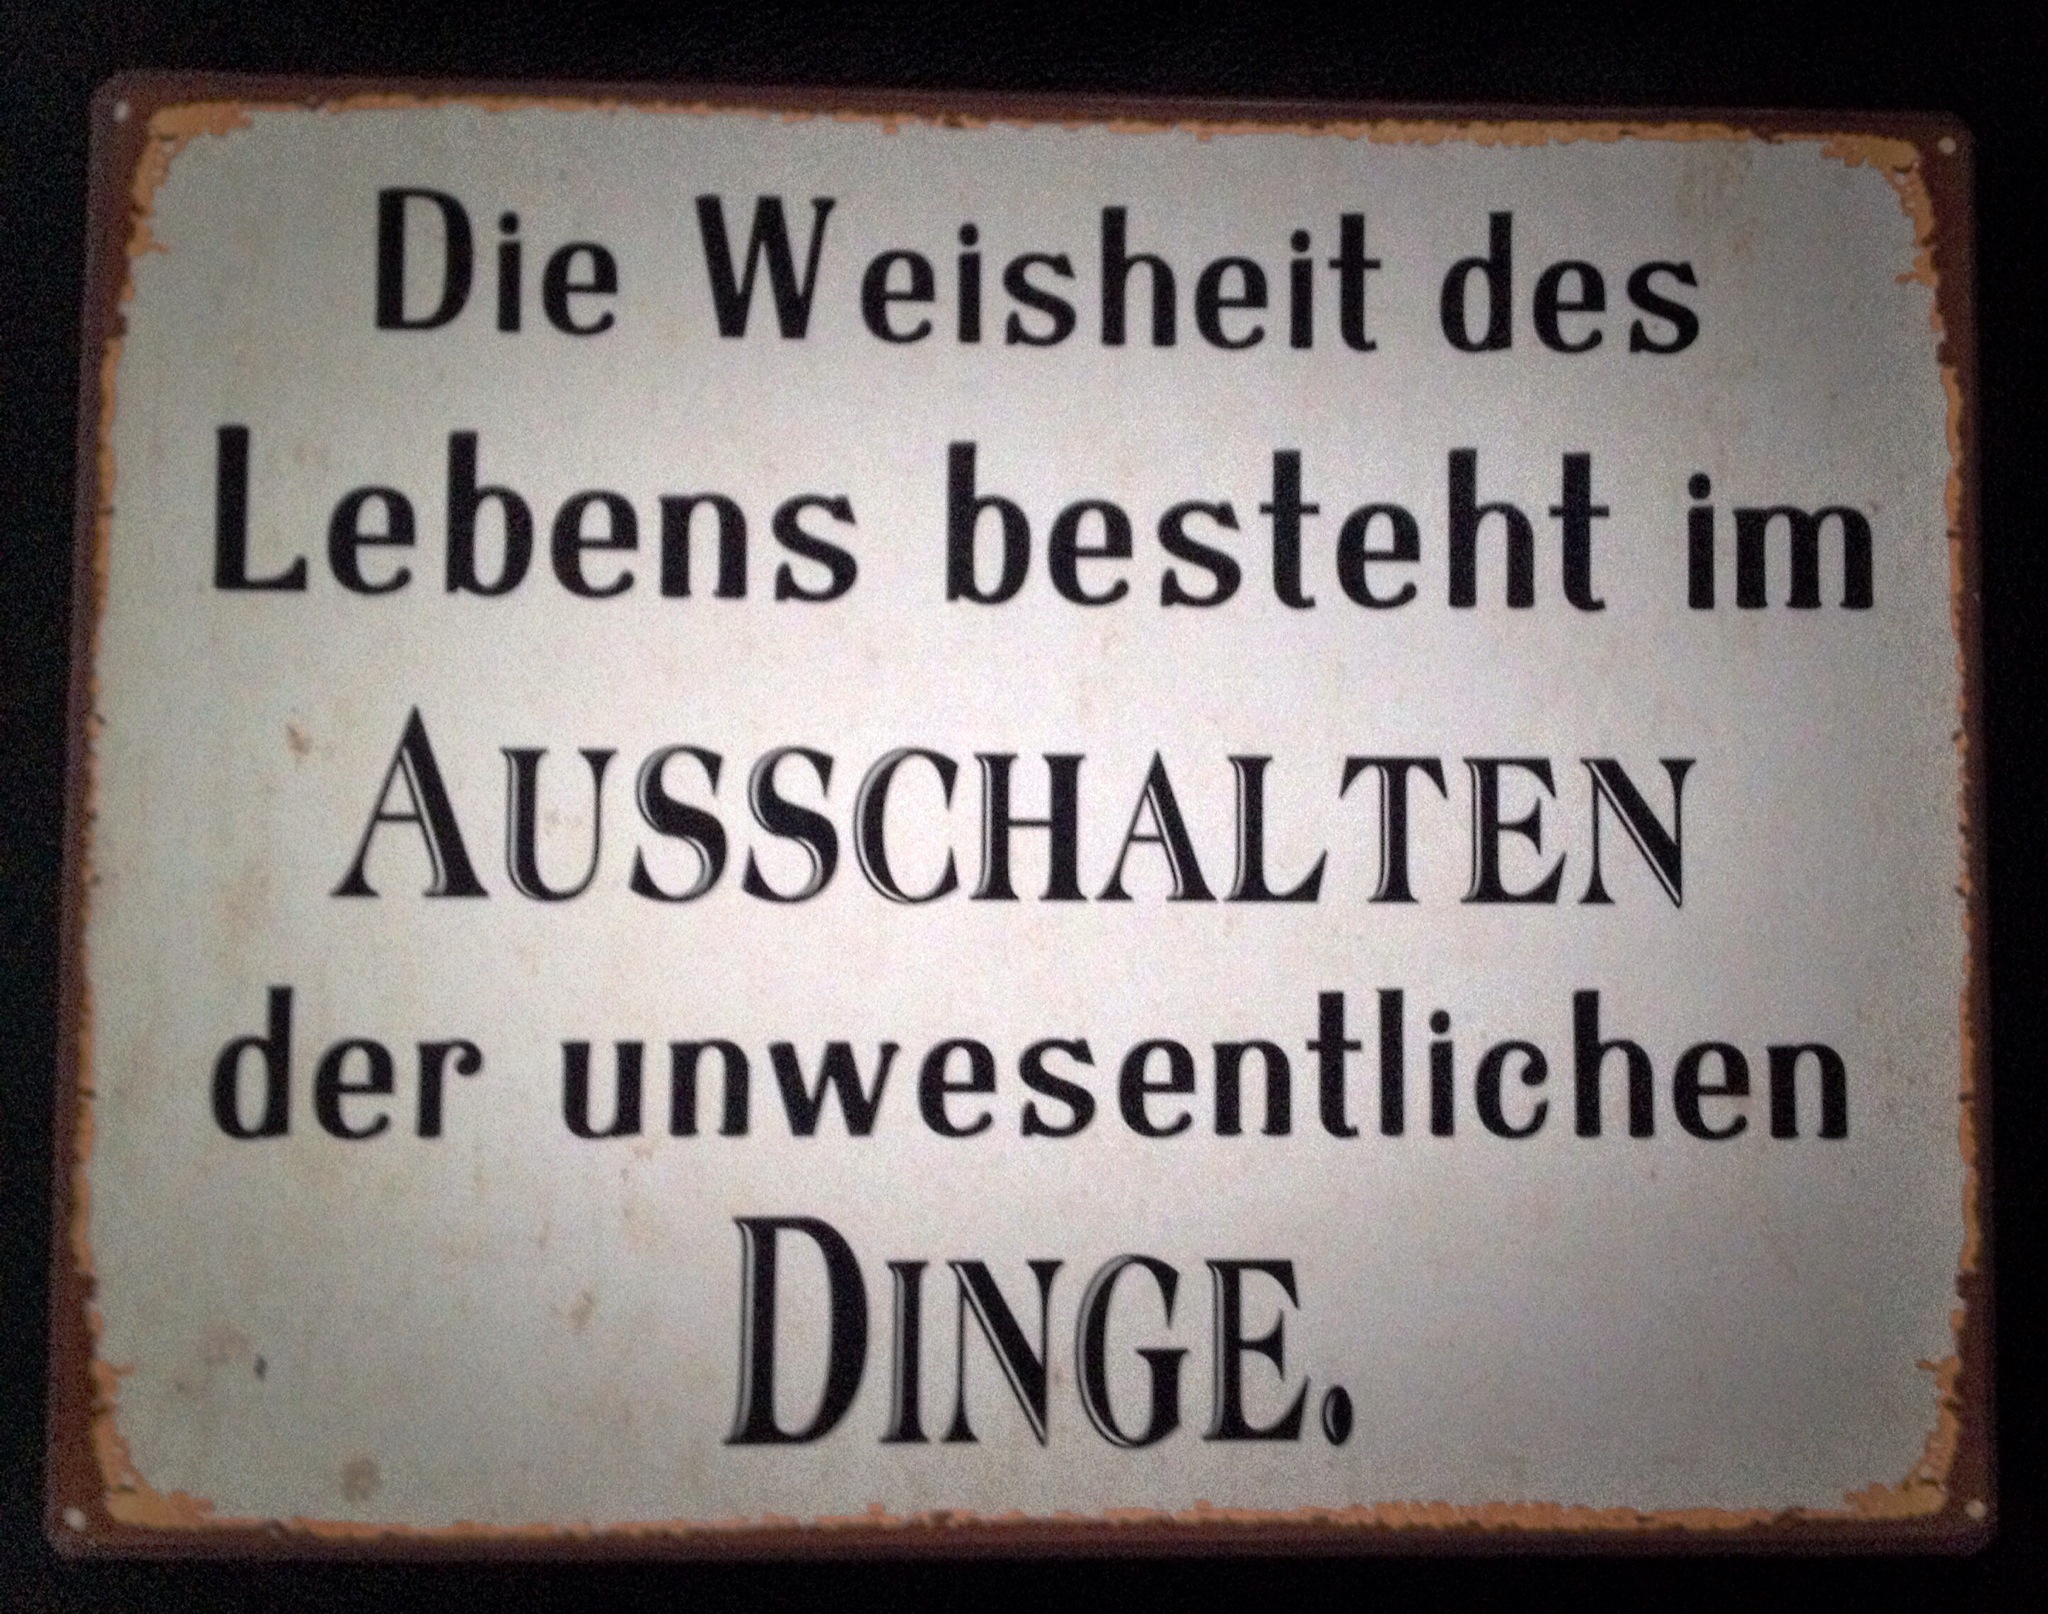 Die Weisheit des
Lebens besteht im
AUSSCHALTEN
der unwesentlichen
DINGE.